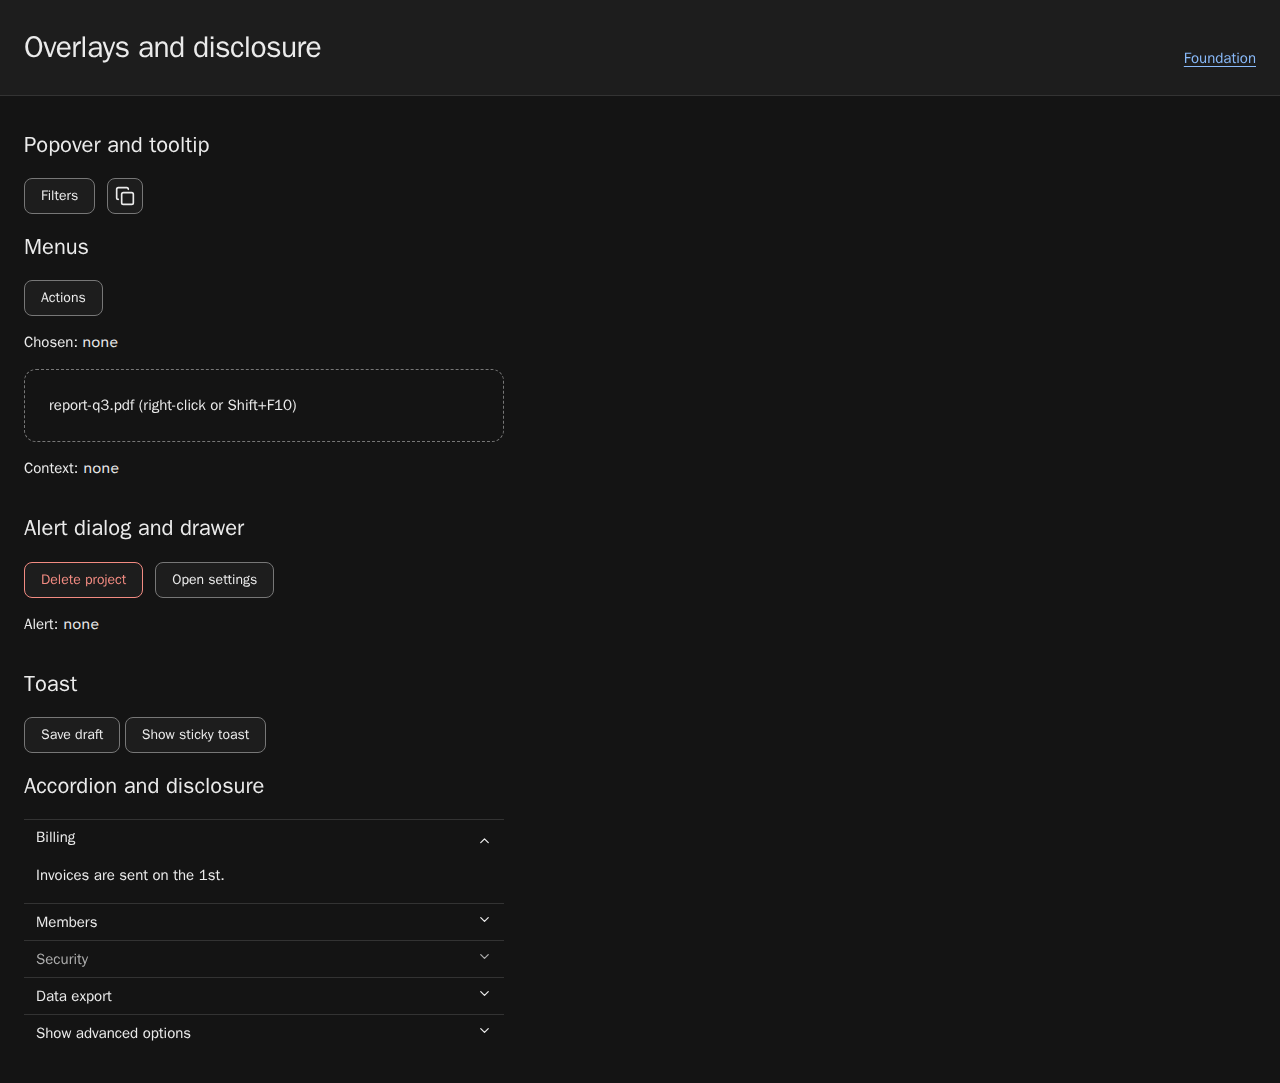 Overlays and disclosure
Foundation
Popover and tooltip
Filters
Menus
Actions
Chosen: none
report-q3.pdf (right-click or Shift+F10)
Context: none
Alert dialog and drawer
Delete project
Open settings
Alert: none
Toast
Save draft
Show sticky toast
Accordion and disclosure
Billing
Invoices are sent on the 1st.
Members
Security
Data export
Show advanced options